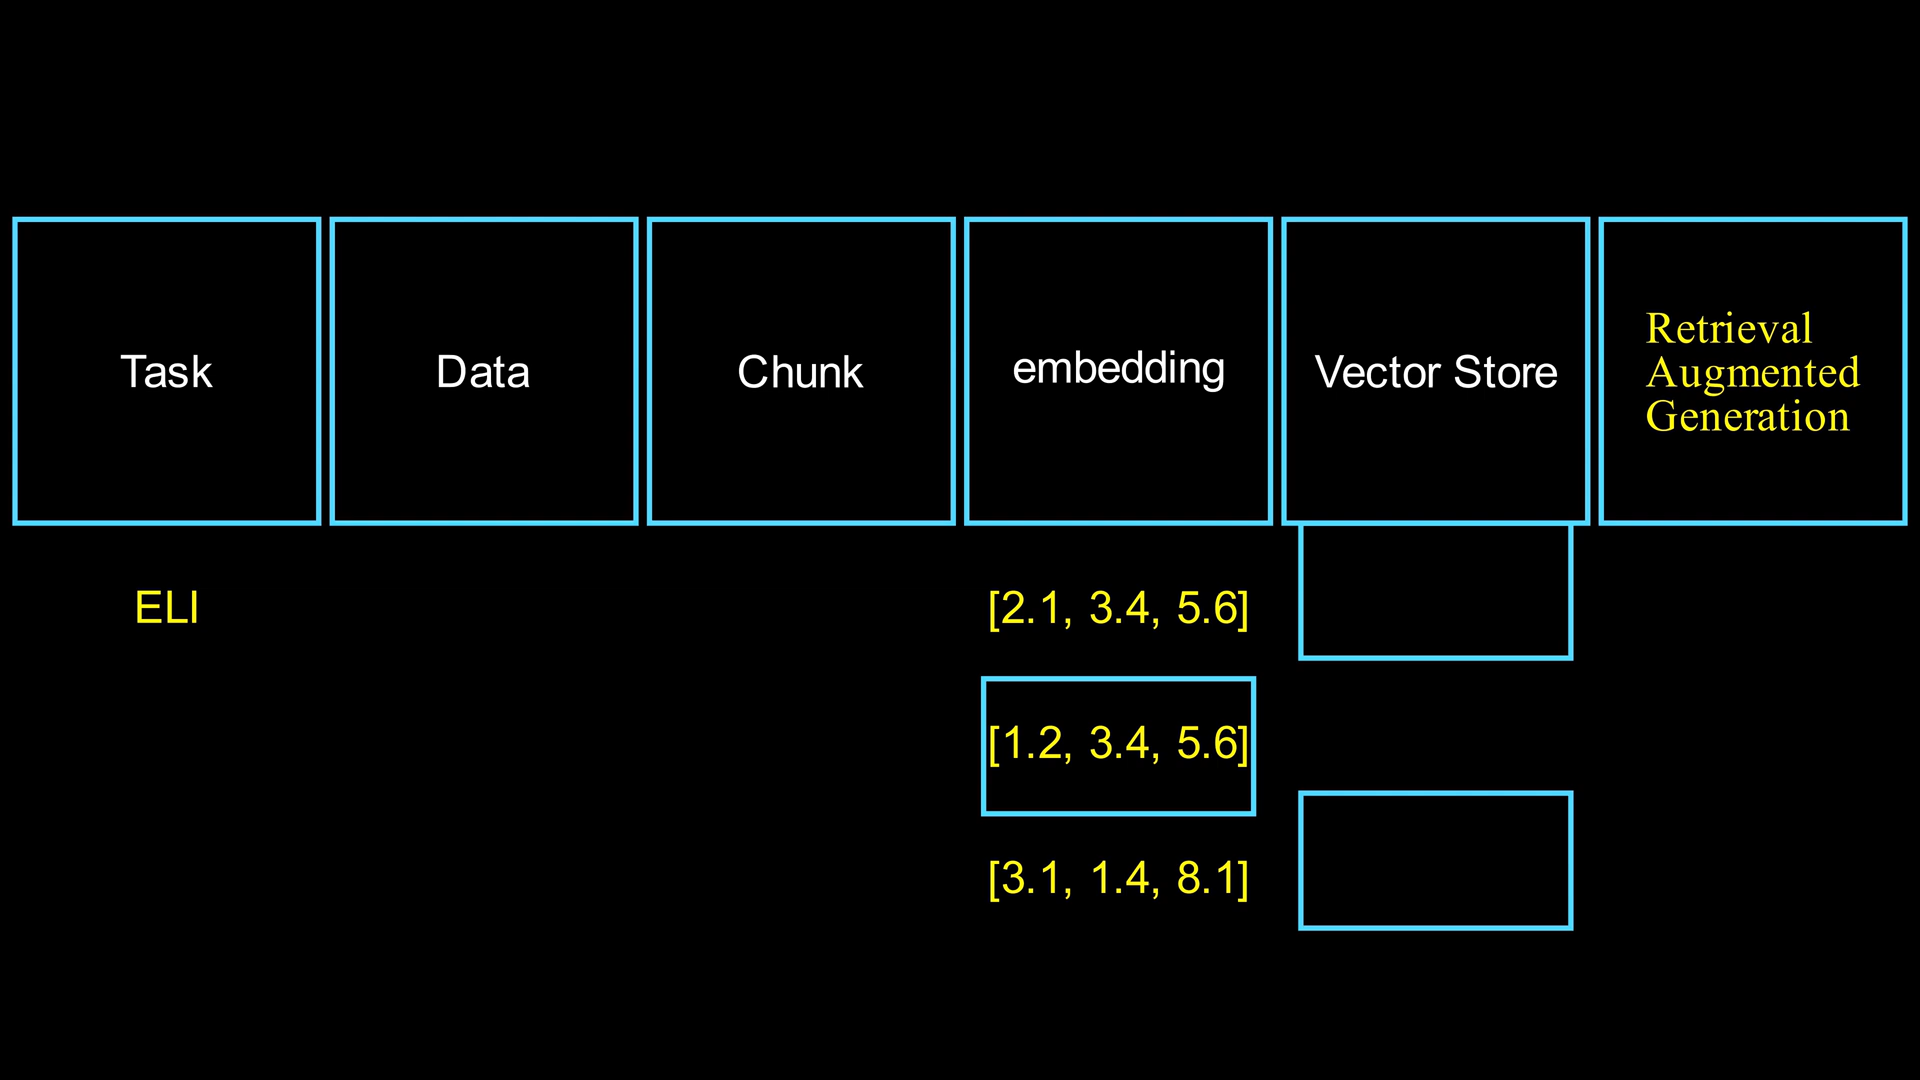 Task
Data
Chunk
embedding
Vector Store
Retrieval
Augmented
Generation
ELI
[2.1, 3.4, 5.6]
[1.2, 3.4, 5.6]
[3.1, 1.4, 8.1]